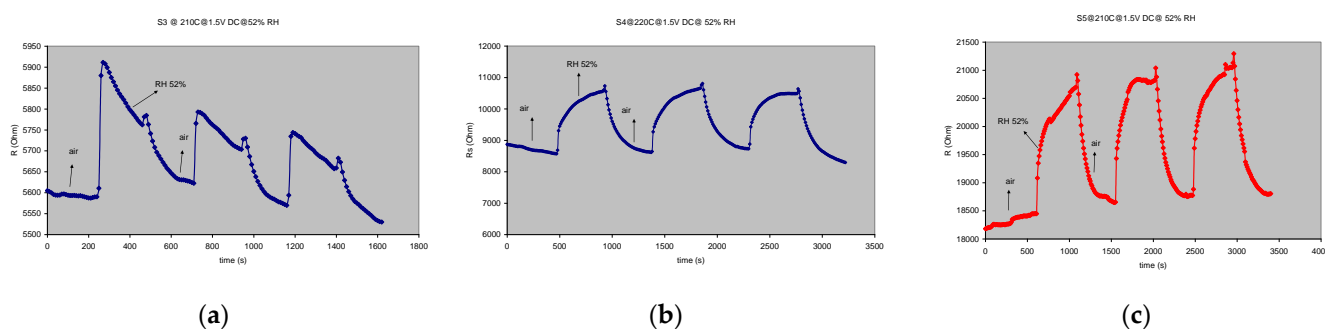 S3 @ 210C@1.5V DC@52% RH
5950
5900
5850
5800
5750
5700
5650
5600
5550
5500
R (Ohm)
RH 52%
air
air
0 200 400 600 800 1000 1200 1400 1600 1800
time (s)
(a)
S4@220C@1.5V DC@ 52% RH
12000
11000
10000
9000
8000
7000
6000
Rs (Ohm)
RH 52%
air
air
0 500 1000 1500 2000 2500 3000 3500
time (s)
(b)
S5@210C@1.5V DC@ 52% RH
21500
21000
20500
20000
19500
19000
18500
18000
R (Ohm)
RH 52%
air
air
0 500 1000 1500 2000 2500 3000 3500 400
time (s)
(c)